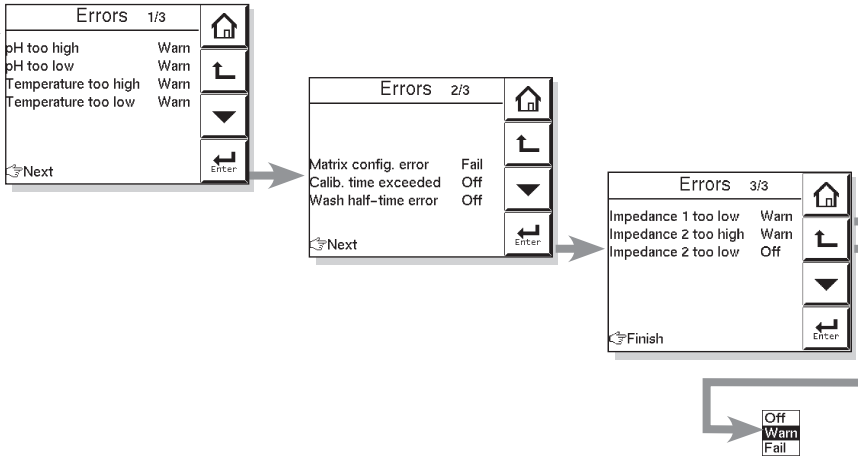 Errors 1/3
pH too high Warn
pH too low Warn
Temperature too high Warn
Temperature too low Warn
Next
Enter
Errors 2/3
Matrix config. error Fail
Calib. time exceeded Off
Wash half-time error Off
Next
Enter
Errors 3/3
Impedance 1 too low Warn
Impedance 2 too high Warn
Impedance 2 too low Off
Finish
Enter
Off
Warn
Fail